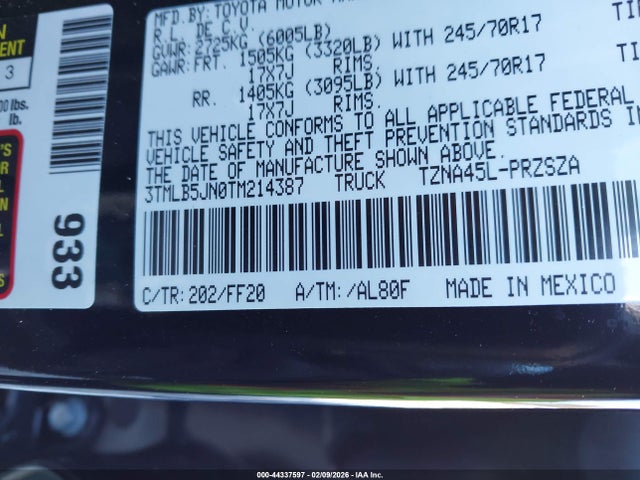 MFD.BY:TOYOTA MOTOR
R.L. DE C.V.
GVWR: 2725KG (6005LB)
GAWR:FRT. 1505KG (3320LB) WITH 245/70R17
17X7J RIMS.
RR. 1405KG (3095LB) WITH 245/70R17
17X7J RIMS.
THIS VEHICLE CONFORMS TO ALL APPLICABLE FEDERAL
VEHICLE SAFETY AND THEFT PREVENTION STANDARDS IN
THE DATE OF MANUFACTURE SHOWN ABOVE.
3TMLB5JN0TM214387 TRUCK TZNA45L-PRZSZA
C/TR:202/FF20 A/TM:/AL80F MADE IN MEXICO
3
lbs.
lb.
933
000-44337597 - 02/09/2026 - IAA Inc.